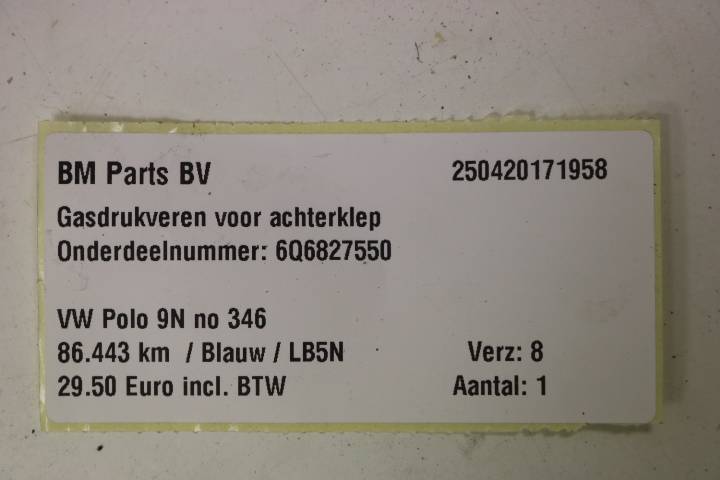 BM Parts BV 250420171958
Gasdrukveren voor achterklep
Onderdeelnummer: 6Q6827550
VW Polo 9N no 346
86.443 km / Blauw / LB5N Verz: 8
29.50 Euro incl. BTW Aantal: 1